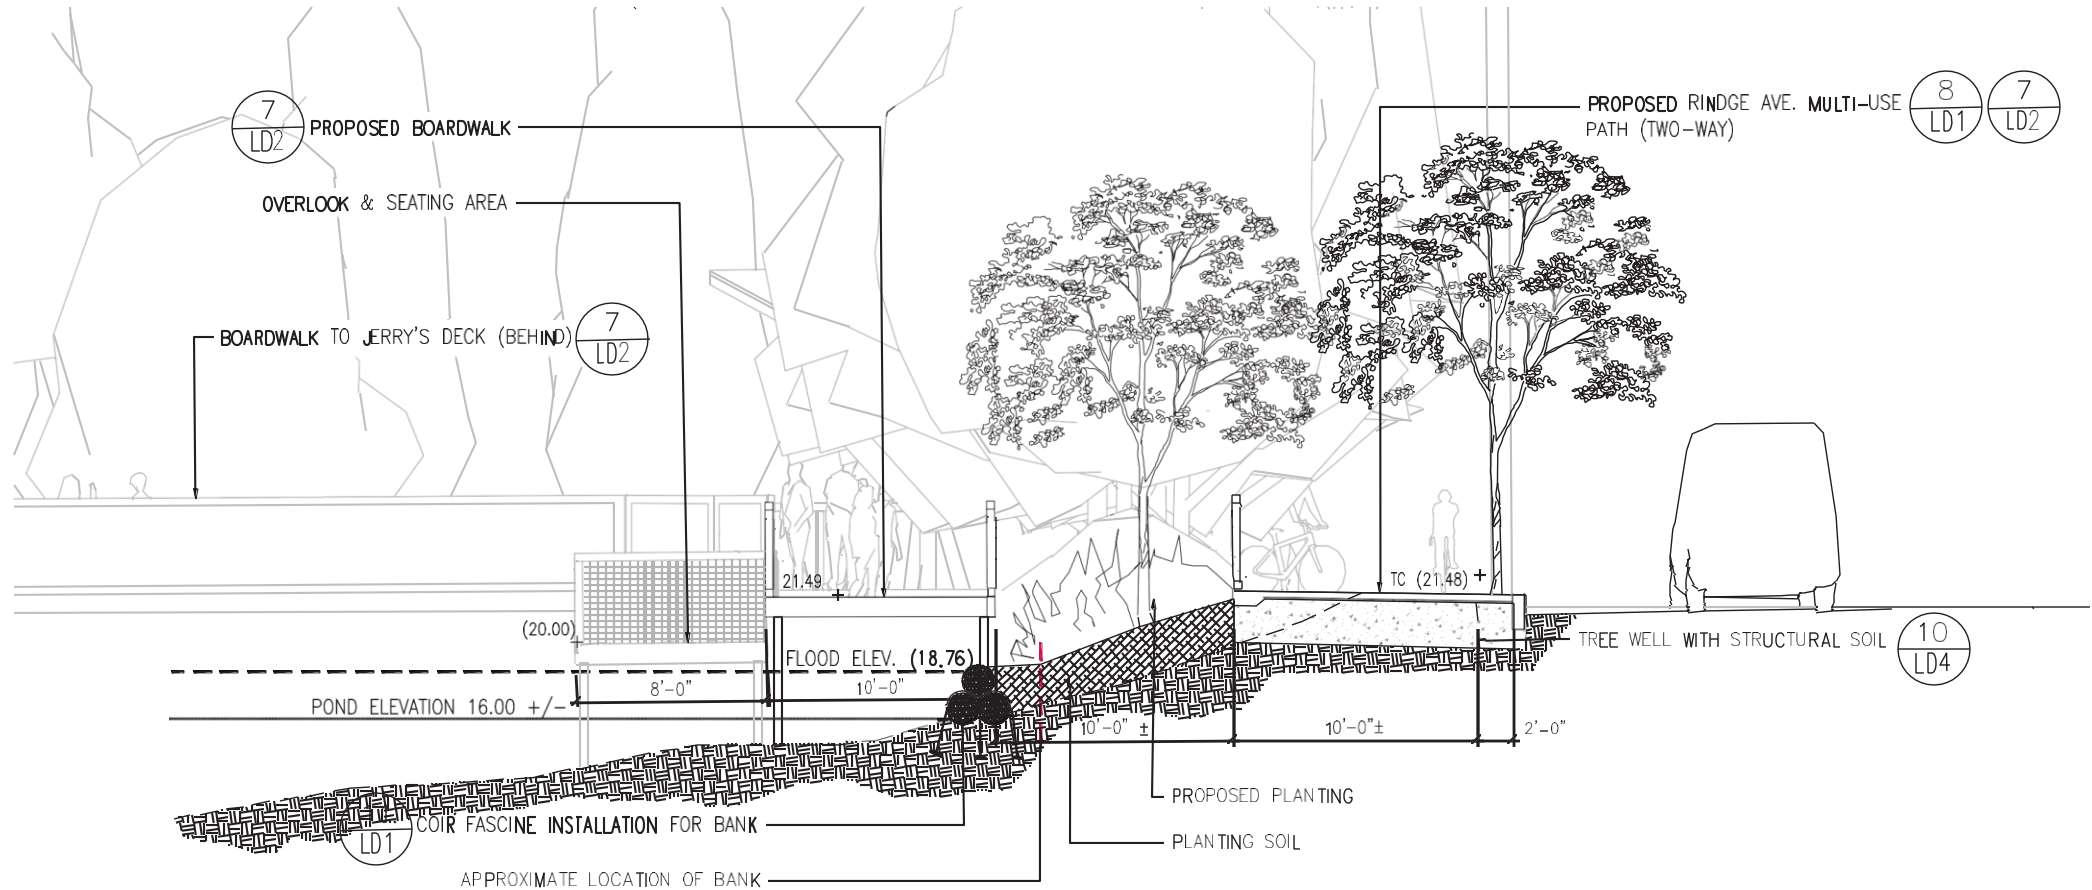 7
LD2
PROPOSED BOARDWALK
OVERLOOK & SEATING AREA
7
LD2
BOARDWALK TO JERRY'S DECK (BEHIND)
PROPOSED RINDGE AVE. MULTI-USE
PATH (TWO-WAY)
8
LD1
7
LD2
21.49
TC (21.48)
(20.00)
FLOOD ELEV. (18.76)
8'-0"
10'-0"
POND ELEVATION 16.00 +/-
10'-0" ±
10'-0"±
2'-0"
TREE WELL WITH STRUCTURAL SOIL
10
LD4
PROPOSED PLANTING
PLANTING SOIL
LD1
COIR FASCINE INSTALLATION FOR BANK
APPROXIMATE LOCATION OF BANK